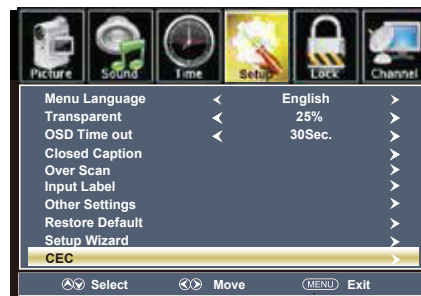 Picture Sound Time Setup Lock Channel
Menu Language English
Transparent 25%
OSD Time out 30Sec.
Closed Caption
Over Scan
Input Label
Other Settings
Restore Default
Setup Wizard
CEC
Select Move MENU Exit